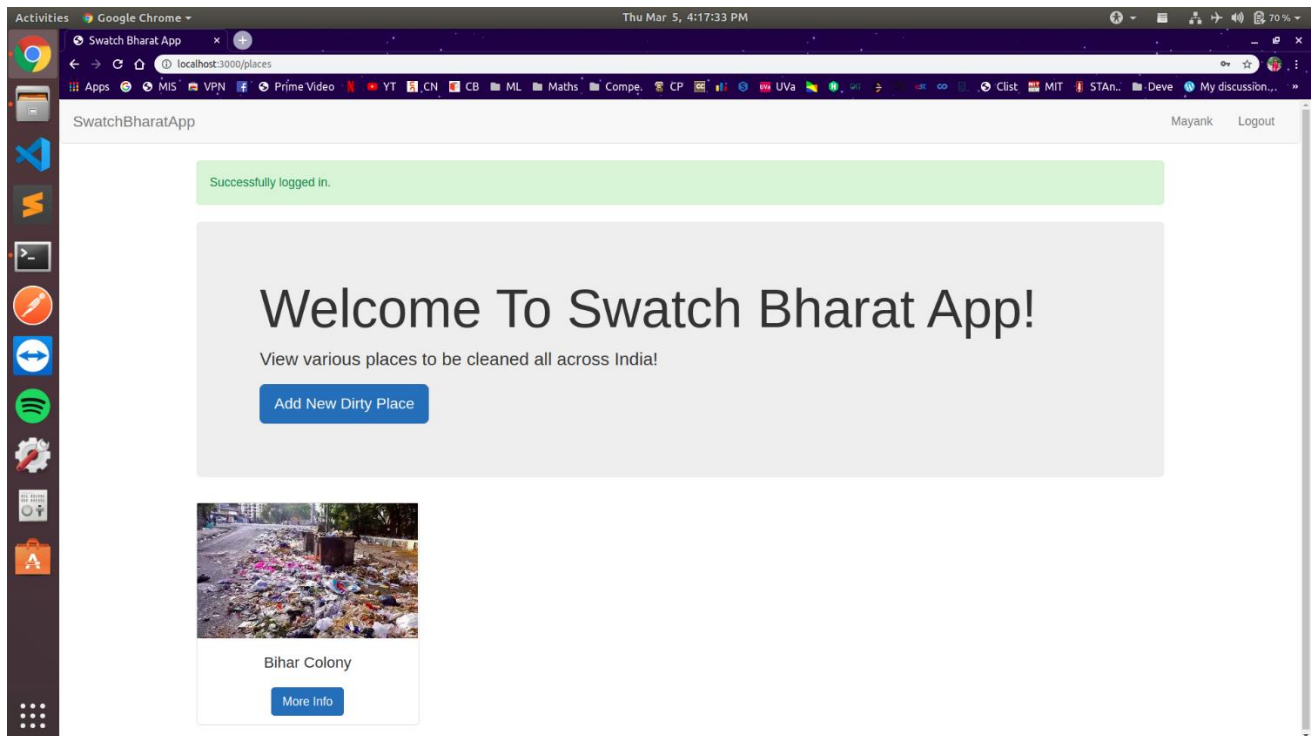 Activities Google Chrome Thu Mar 5, 4:17:33 PM 70 %
Swatch Bharat App
localhost:3000/places
Apps MIS VPN Prime Video YT CN CB ML Maths Compe. CP UVa Clist MIT STAn.. Deve My discussion...
SwatchBharatApp Mayank Logout
Successfully logged in.
Welcome To Swatch Bharat App!
View various places to be cleaned all across India!
Add New Dirty Place
Bihar Colony
More Info